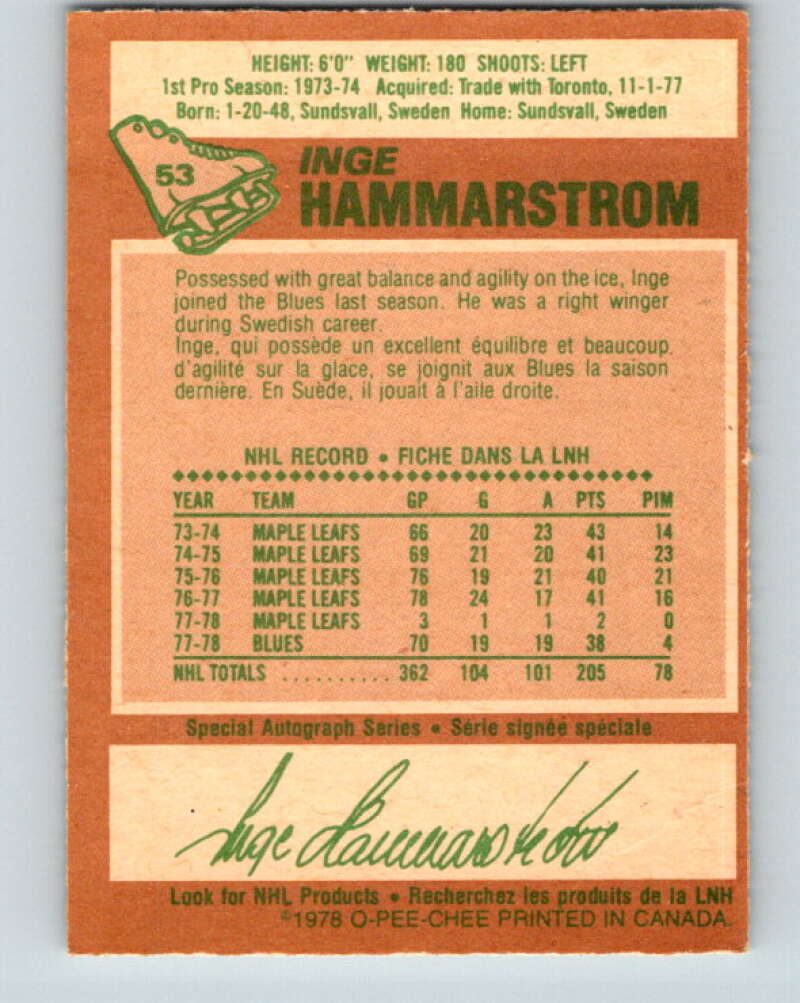 HEIGHT: 6'0" WEIGHT: 180 SHOOTS: LEFT
1st Pro Season: 1973-74 Acquired: Trade with Toronto, 11-1-77
Born: 1-20-48, Sundsvall, Sweden Home: Sundsvall, Sweden
53
INGE
HAMMARSTROM
Possessed with great balance and agility on the ice, Inge
joined the Blues last season. He was a right winger
during Swedish career.
Inge, qui possède un excellent équilibre et beaucoup
d'agilité sur la glace, se joignit aux Blues la saison
dernière. En Suède, il jouait à l'aile droite.
NHL RECORD • FICHE DANS LA LNH
YEAR TEAM GP G A PTS PIM
73-74 MAPLE LEAFS 66 20 23 43 14
74-75 MAPLE LEAFS 69 21 20 41 23
75-76 MAPLE LEAFS 76 19 21 40 21
76-77 MAPLE LEAFS 78 24 17 41 16
77-78 MAPLE LEAFS 3 1 1 2 0
77-78 BLUES 70 19 19 38 4
NHL TOTALS .......... 362 104 101 205 78
Special Autograph Series • Série signée spéciale
Inge Hammarström
Look for NHL Products • Recherchez les produits de la LNH
©1978 O-PEE-CHEE PRINTED IN CANADA.